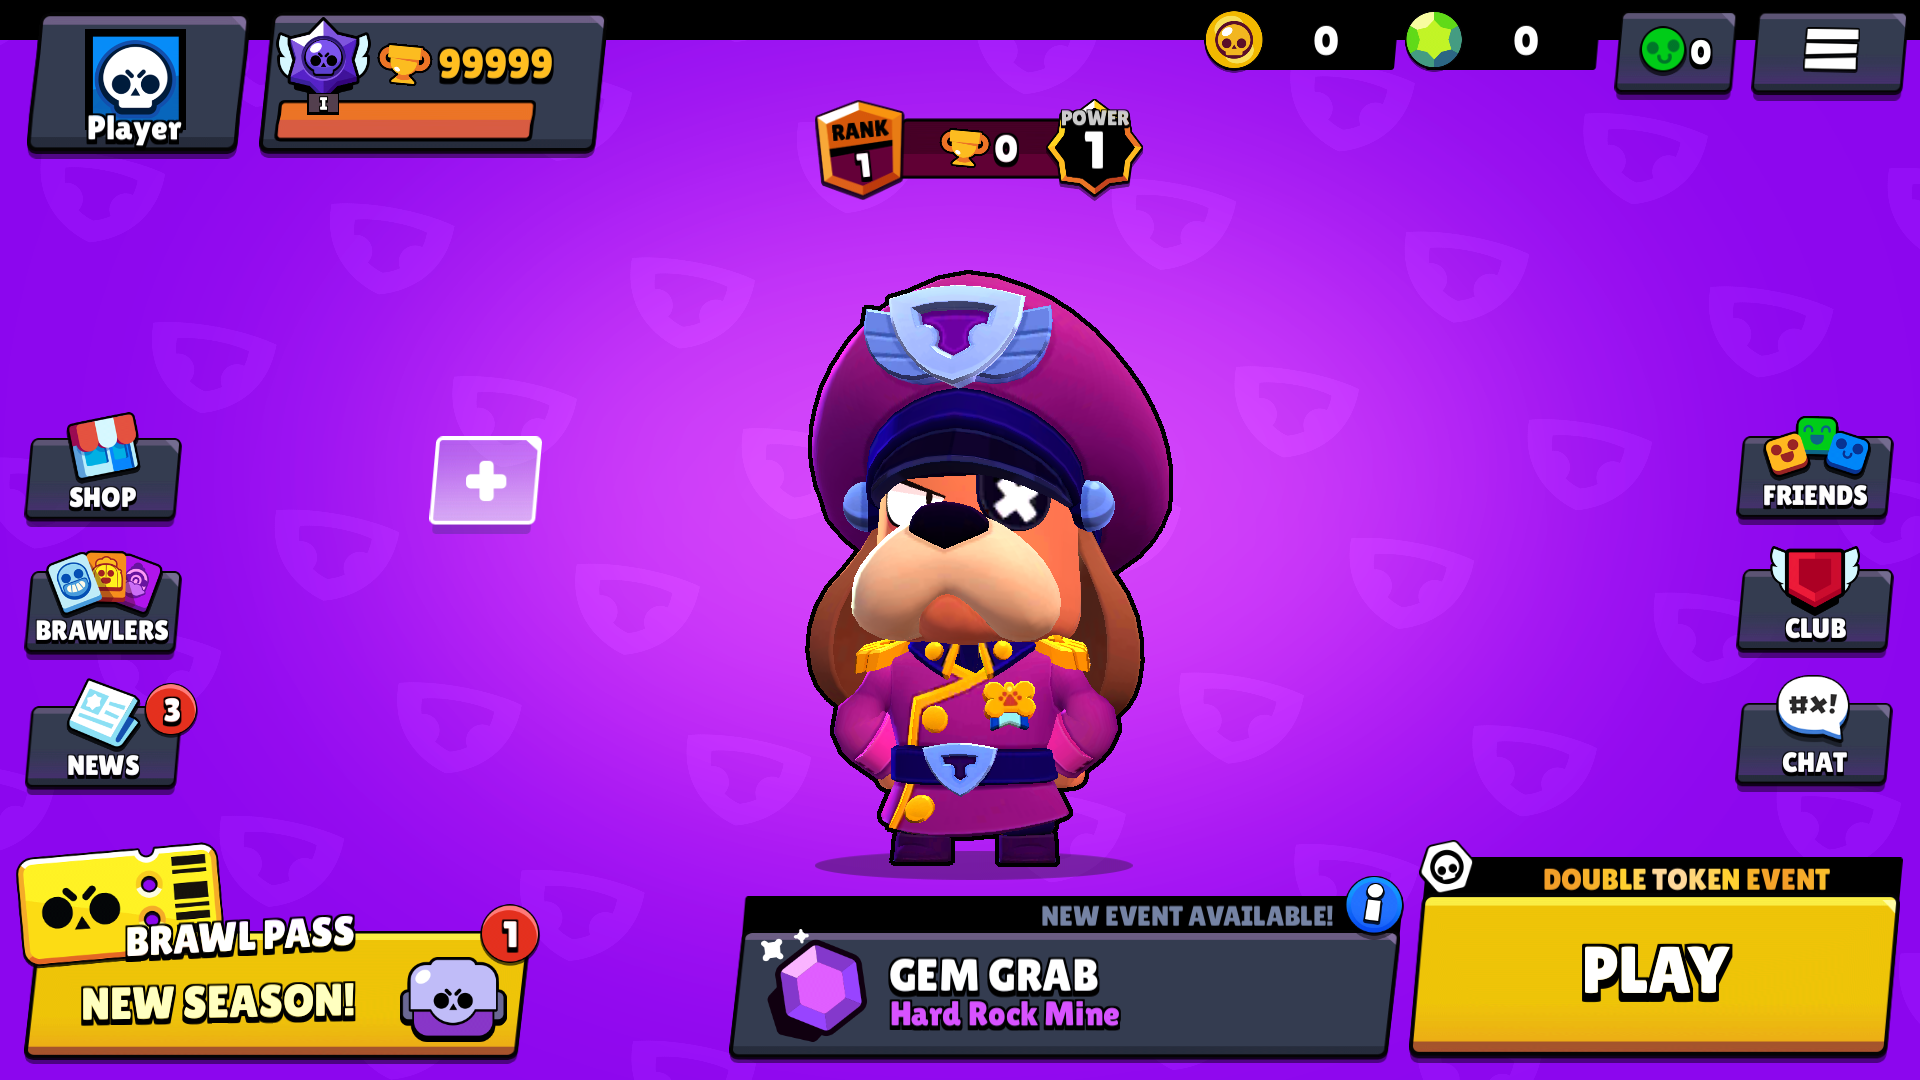 Player
I
99999
0
0
0
RANK
1
0
POWER
1
SHOP
BRAWLERS
3
NEWS
FRIENDS
CLUB
#×!
CHAT
BRAWL PASS
1
NEW SEASON!
NEW EVENT AVAILABLE!
i
GEM GRAB
Hard Rock Mine
DOUBLE TOKEN EVENT
PLAY